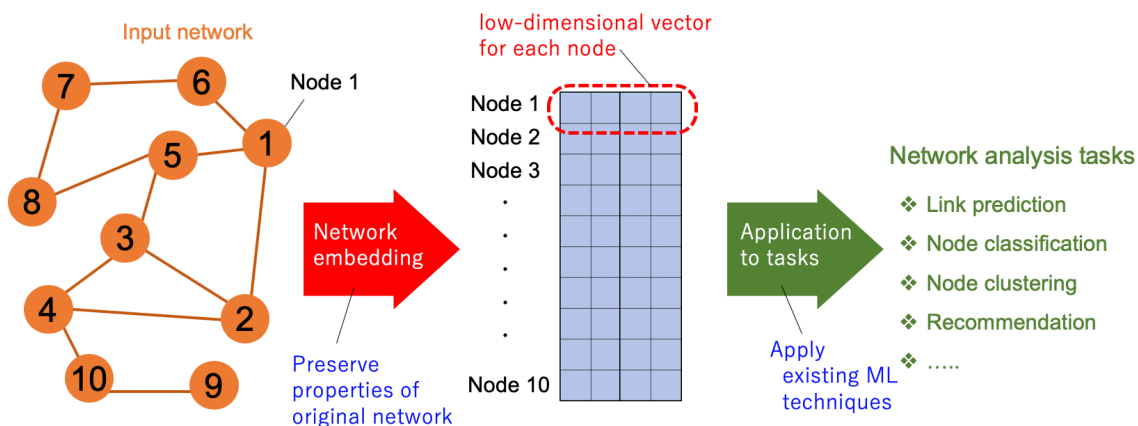 Input network
7
6
Node 1
1
5
8
3
4
2
10
9
Network
embedding
Preserve
properties of
original network
low-dimensional vector
for each node
Node 1
Node 2
Node 3
.
.
.
.
.
Node 10
Application
to tasks
Apply
existing ML
techniques
Network analysis tasks
❖ Link prediction
❖ Node classification
❖ Node clustering
❖ Recommendation
❖ …..